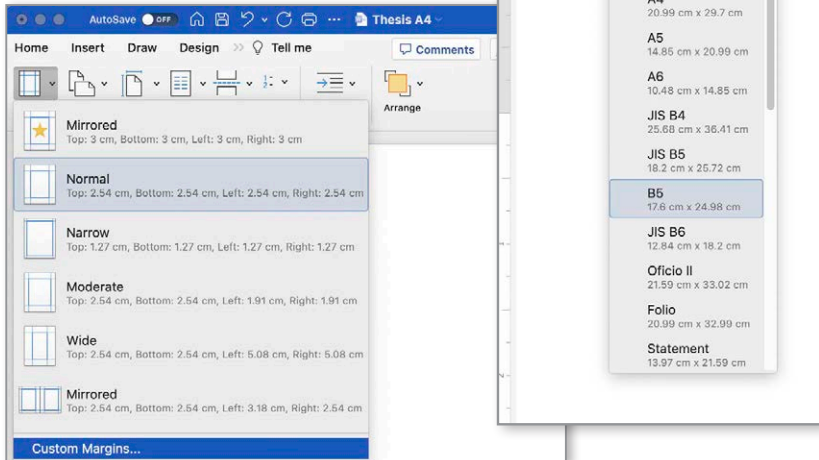 AutoSave OFF ... Thesis A4
Home Insert Draw Design >> Tell me Comments
Arrange
Mirrored
Top: 3 cm, Bottom: 3 cm, Left: 3 cm, Right: 3 cm
Normal
Top: 2.54 cm, Bottom: 2.54 cm, Left: 2.54 cm, Right: 2.54 cm
Narrow
Top: 1.27 cm, Bottom: 1.27 cm, Left: 1.27 cm, Right: 1.27 cm
Moderate
Top: 2.54 cm, Bottom: 2.54 cm, Left: 1.91 cm, Right: 1.91 cm
Wide
Top: 2.54 cm, Bottom: 2.54 cm, Left: 5.08 cm, Right: 5.08 cm
Mirrored
Top: 2.54 cm, Bottom: 2.54 cm, Left: 3.18 cm, Right: 2.54 cm
Custom Margins...
A4
20.99 cm x 29.7 cm
A5
14.85 cm x 20.99 cm
A6
10.48 cm x 14.85 cm
JIS B4
25.68 cm x 36.41 cm
JIS B5
18.2 cm x 25.72 cm
B5
17.6 cm x 24.98 cm
JIS B6
12.84 cm x 18.2 cm
Oficio II
21.59 cm x 33.02 cm
Folio
20.99 cm x 32.99 cm
Statement
13.97 cm x 21.59 cm